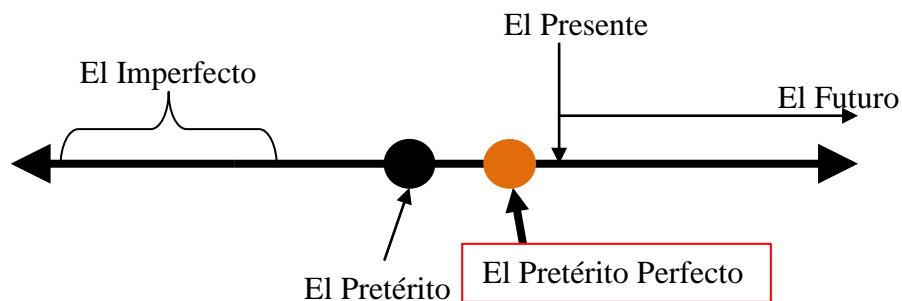 El Presente
El Imperfecto
El Futuro
El Pretérito
El Pretérito Perfecto